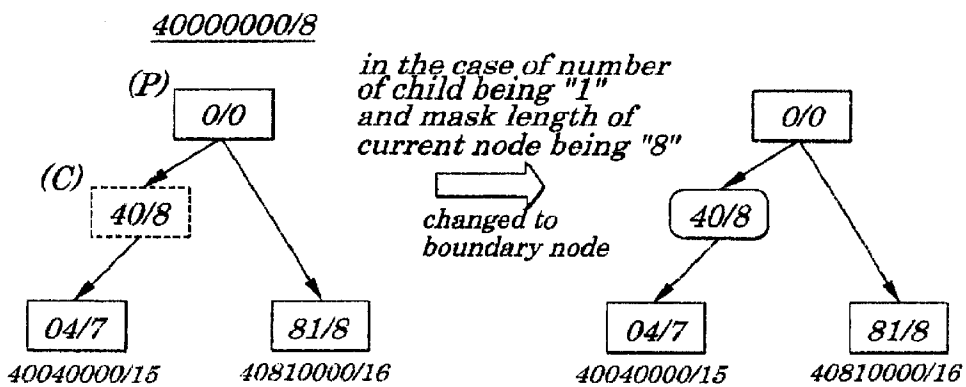 40000000/8
(P)
0/0
in the case of number
of child being "1"
and mask length of
current node being "8"
0/0
(C)
40/8
changed to
boundary node
40/8
04/7
81/8
04/7
81/8
40040000/15
40810000/16
40040000/15
40810000/16